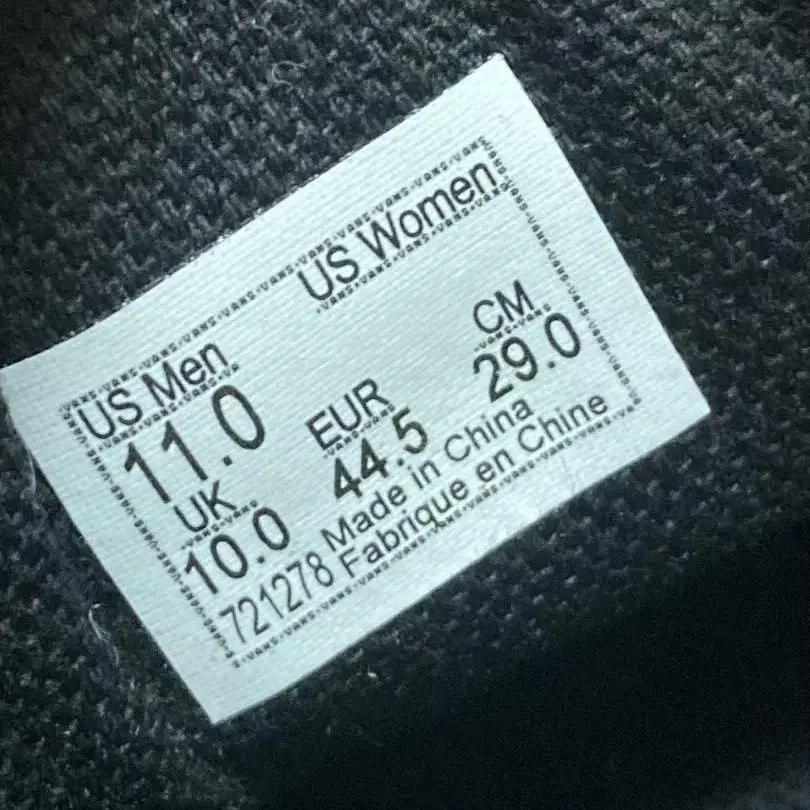 US Men US Women
11.0
UK EUR CM
10.0 44.5 29.0
721278 Made in China
Fabriqué en Chine